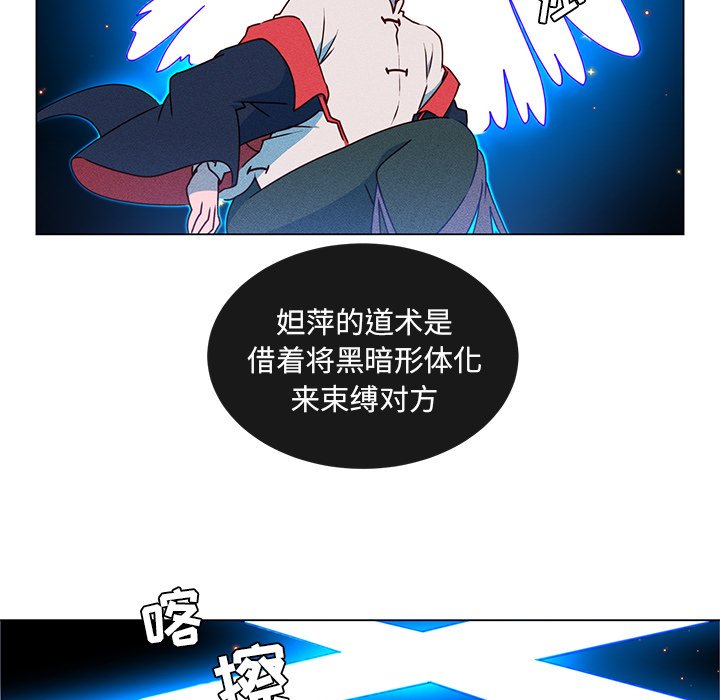 妲萍的道术是
借着将黑暗形体化
来束缚对方
喀
擦